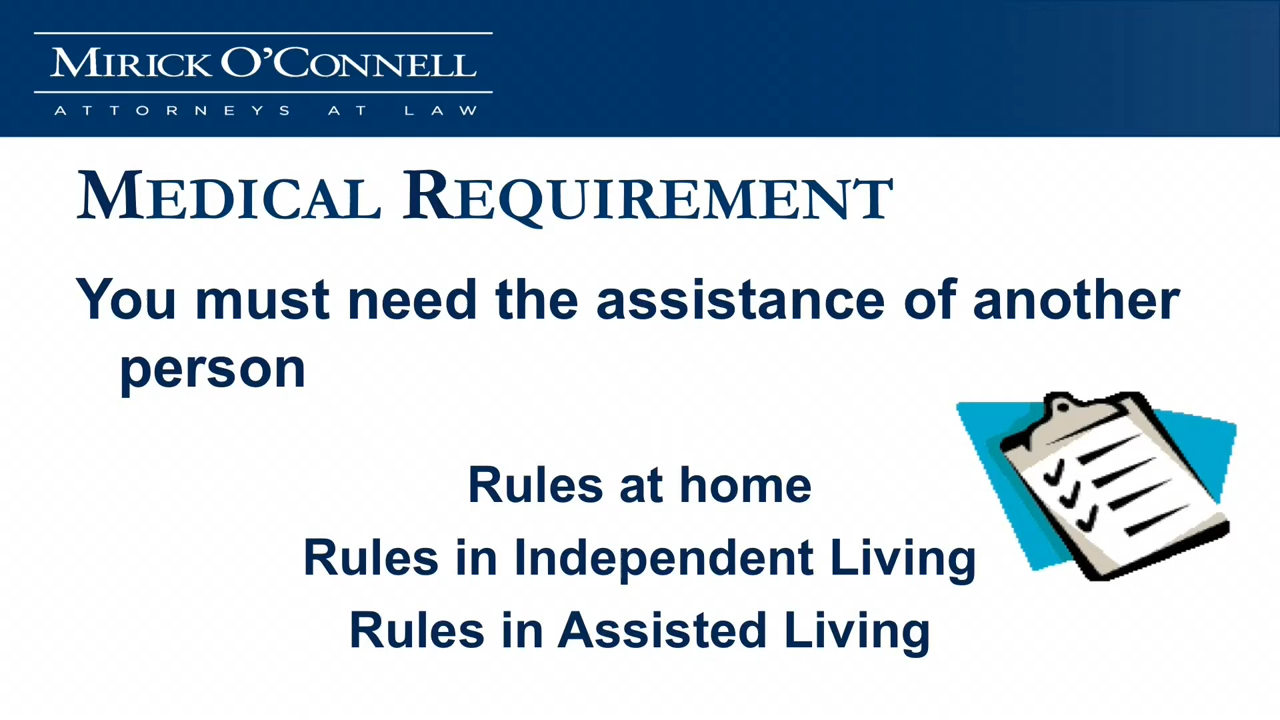 MIRICK O'CONNELL
ATTORNEYS AT LAW
MEDICAL REQUIREMENT
You must need the assistance of another
person
Rules at home
Rules in Independent Living
Rules in Assisted Living